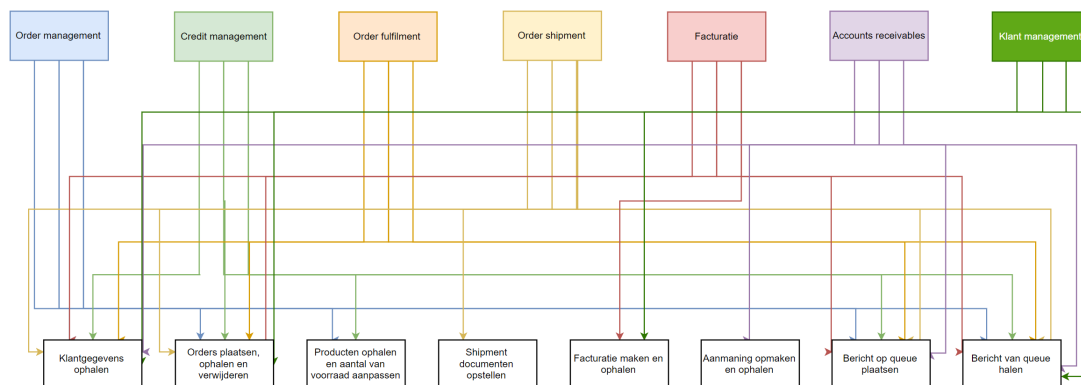 Order management
Credit management
Order fulfilment
Order shipment
Facturatie
Accounts receivables
Klant management
Klantgegevens
ophalen
Orders plaatsen,
ophalen en
verwijderen
Producten ophalen
en aantal van
voorraad aanpassen
Shipment
documenten
opstellen
Facturatie maken en
ophalen
Aanmaning opmaken
en ophalen
Bericht op queue
plaatsen
Bericht van queue
halen